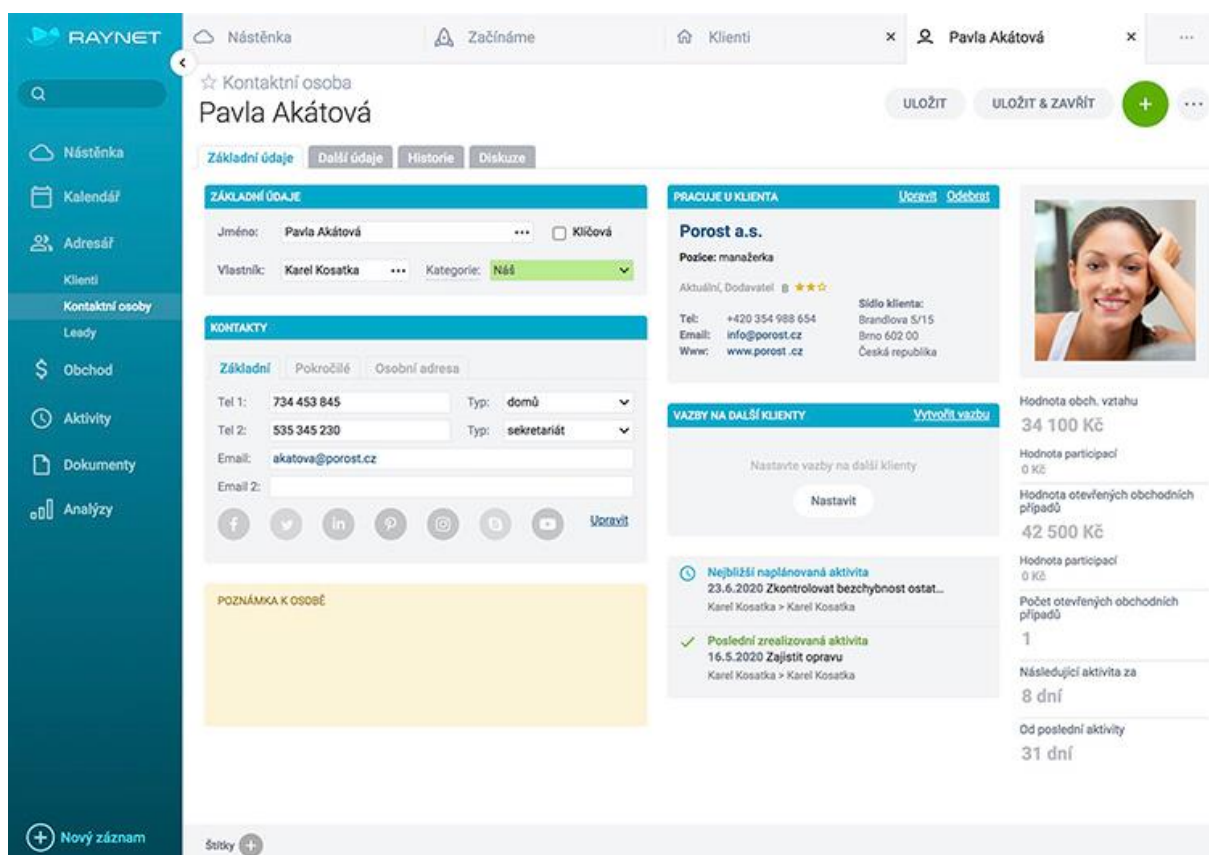 RAYNET
Nástěnka
Začínáme
Klienti
Pavla Akátová
Kontaktní osoba
Pavla Akátová
ULOŽIT
ULOŽIT & ZAVŘÍT
Nástěnka
Kalendář
Adresář
Klienti
Kontaktní osoby
Leady
Obchod
Aktivity
Dokumenty
Analýzy
Nový záznam
Základní údaje
Další údaje
Historie
Diskuze
ZÁKLADNÍ ÚDAJE
Jméno: Pavla Akátová ••• Klíčová
Vlastník: Karel Kosatka ••• Kategorie: Náš
KONTAKTY
Základní Pokročilé Osobní adresa
Tel 1: 734 453 845 Typ: domů
Tel 2: 535 345 230 Typ: sekretariát
Email: akatova@porost.cz
Email 2:
Upravit
POZNÁMKA K OSOBĚ
PRACUJE U KLIENTA Upravit Odebrat
Porost a.s.
Pozice: manažerka
Aktuální, Dodavatel B
Tel: +420 354 988 654
Email: info@porost.cz
Www: www.porost .cz
Sídlo klienta:
Brandlova 5/15
Brno 602 00
Česká republika
VAZBY NA DALŠÍ KLIENTY Vytvořit vazbu
Nastavte vazby na další klienty
Nastavit
Nejbližší naplánovaná aktivita
23.6.2020 Zkontrolovat bezchybnost ostat...
Karel Kosatka > Karel Kosatka
Poslední zrealizovaná aktivita
16.5.2020 Zajistit opravu
Karel Kosatka > Karel Kosatka
Hodnota obch. vztahu
34 100 Kč
Hodnota participací
0 Kč
Hodnota otevřených obchodních
případů
42 500 Kč
Hodnota participací
0 Kč
Počet otevřených obchodních
případů
1
Následující aktivita za
8 dní
Od poslední aktivity
31 dní
Štítky